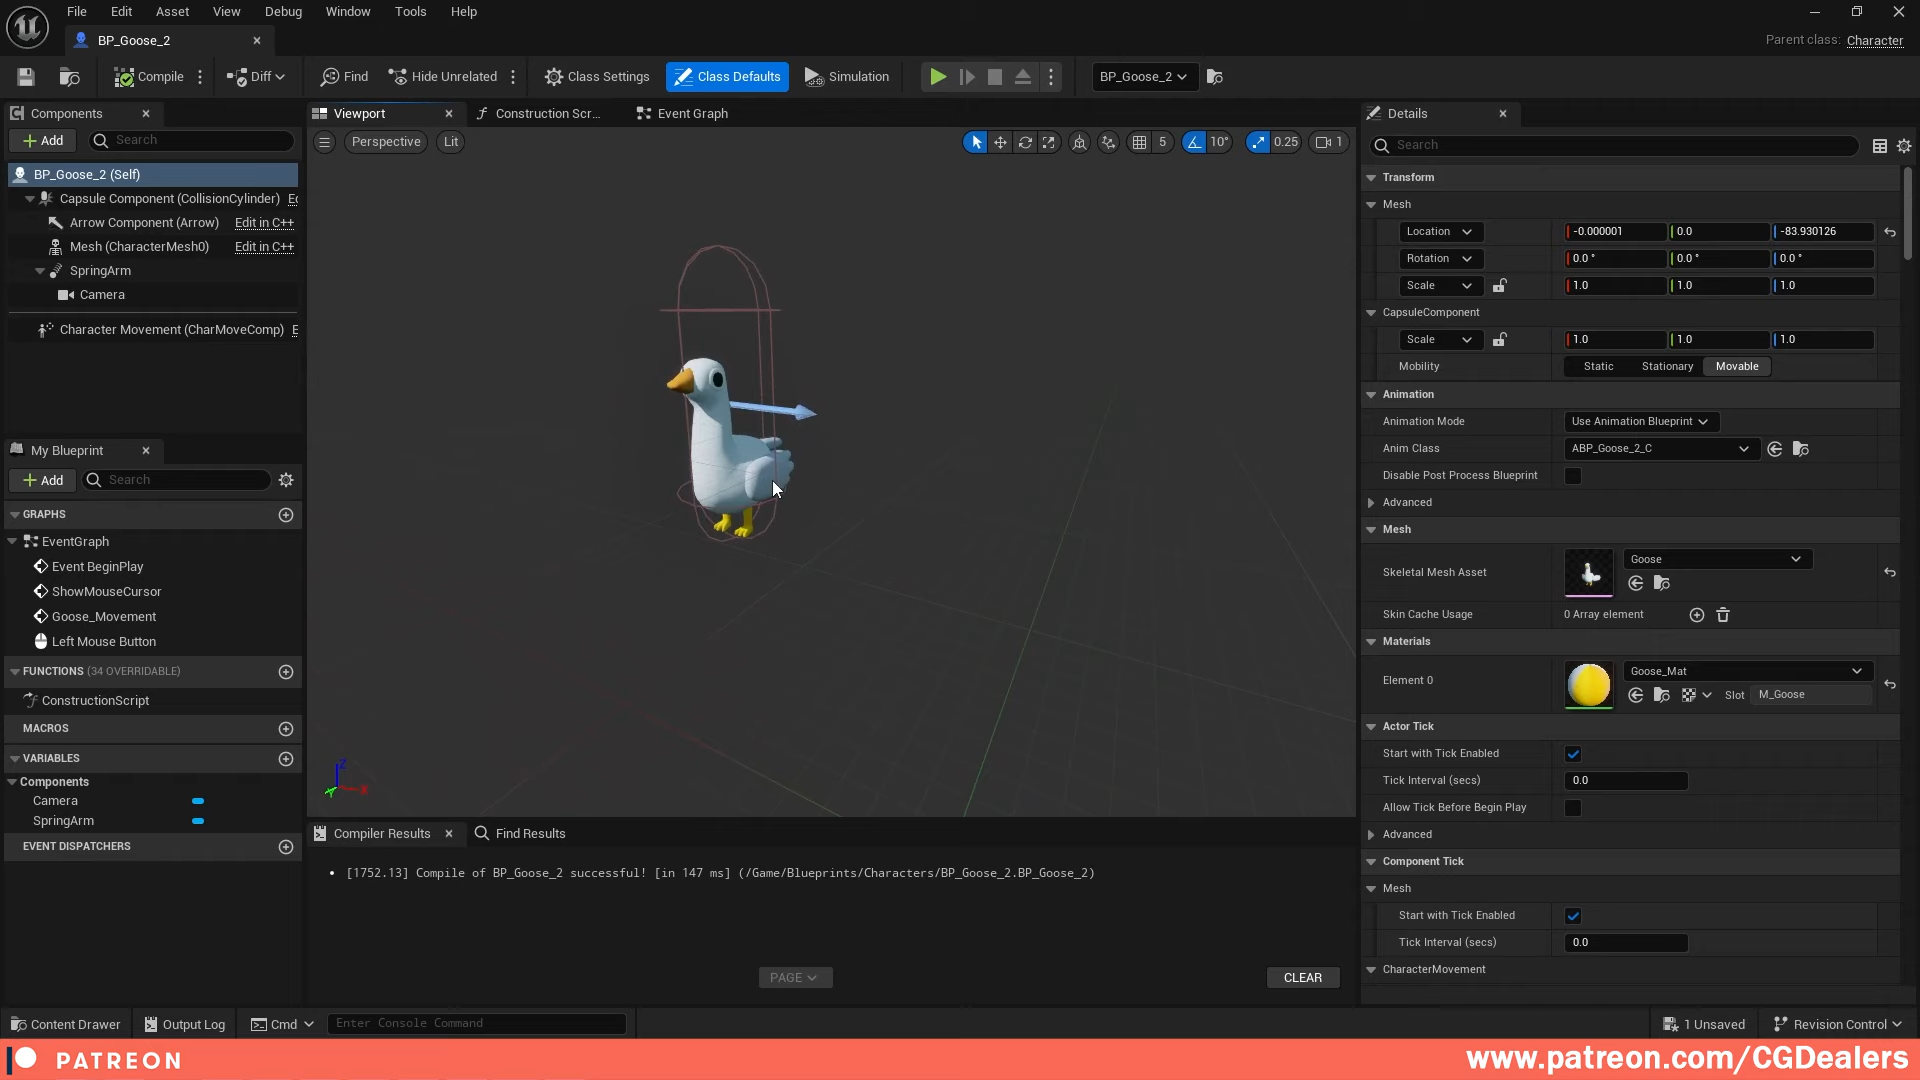 File Edit Asset View Debug Window Tools Help
BP_Goose_2
Parent class: Character
Compile Diff Find Hide Unrelated Class Settings Class Defaults Simulation BP_Goose_2
Components
Add Search
BP_Goose_2 (Self)
Capsule Component (CollisionCylinder)
Arrow Component (Arrow) Edit in C++
Mesh (CharacterMesh0) Edit in C++
SpringArm
Camera
Character Movement (CharMoveComp) E
My Blueprint
Add Search
GRAPHS
EventGraph
Event BeginPlay
ShowMouseCursor
Goose_Movement
Left Mouse Button
FUNCTIONS (34 OVERRIDABLE)
ConstructionScript
MACROS
VARIABLES
Components
Camera
SpringArm
EVENT DISPATCHERS
Viewport Construction Scr... Event Graph
Perspective Lit 5 10° 0.25 1
Z
X
Y
Compiler Results Find Results
• [1752.13] Compile of BP_Goose_2 successful! [in 147 ms] (/Game/Blueprints/Characters/BP_Goose_2.BP_Goose_2)
PAGE CLEAR
Details
Search
Transform
Mesh
Location -0.000001 0.0 -83.930126
Rotation 0.0 ° 0.0 ° 0.0 °
Scale 1.0 1.0 1.0
CapsuleComponent
Scale 1.0 1.0 1.0
Mobility Static Stationary Movable
Animation
Animation Mode Use Animation Blueprint
Anim Class ABP_Goose_2_C
Disable Post Process Blueprint
Advanced
Mesh
Skeletal Mesh Asset Goose
Skin Cache Usage 0 Array element
Materials
Element 0 Goose_Mat
Slot M_Goose
Actor Tick
Start with Tick Enabled
Tick Interval (secs) 0.0
Allow Tick Before Begin Play
Advanced
Component Tick
Mesh
Start with Tick Enabled
Tick Interval (secs) 0.0
CharacterMovement
Content Drawer Output Log Cmd Enter Console Command 1 Unsaved Revision Control
PATREON www.patreon.com/CGDealers